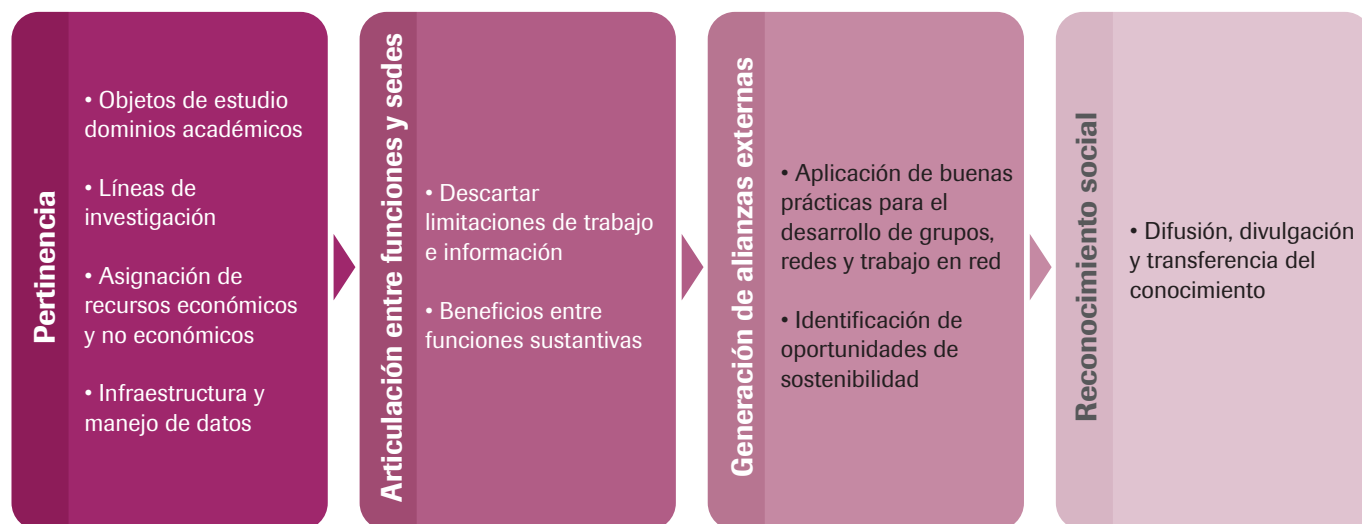 Pertinencia
• Objetos de estudio
dominios académicos
• Líneas de
investigación
• Asignación de
recursos económicos
y no económicos
• Infraestructura y
manejo de datos
Articulación entre funciones y sedes
• Descartar
limitaciones de trabajo
e información
• Beneficios entre
funciones sustantivas
Generación de alianzas externas
• Aplicación de buenas
prácticas para el
desarrollo de grupos,
redes y trabajo en red
• Identificación de
oportunidades de
sostenibilidad
Reconocimiento social
• Difusión, divulgación
y transferencia del
conocimiento